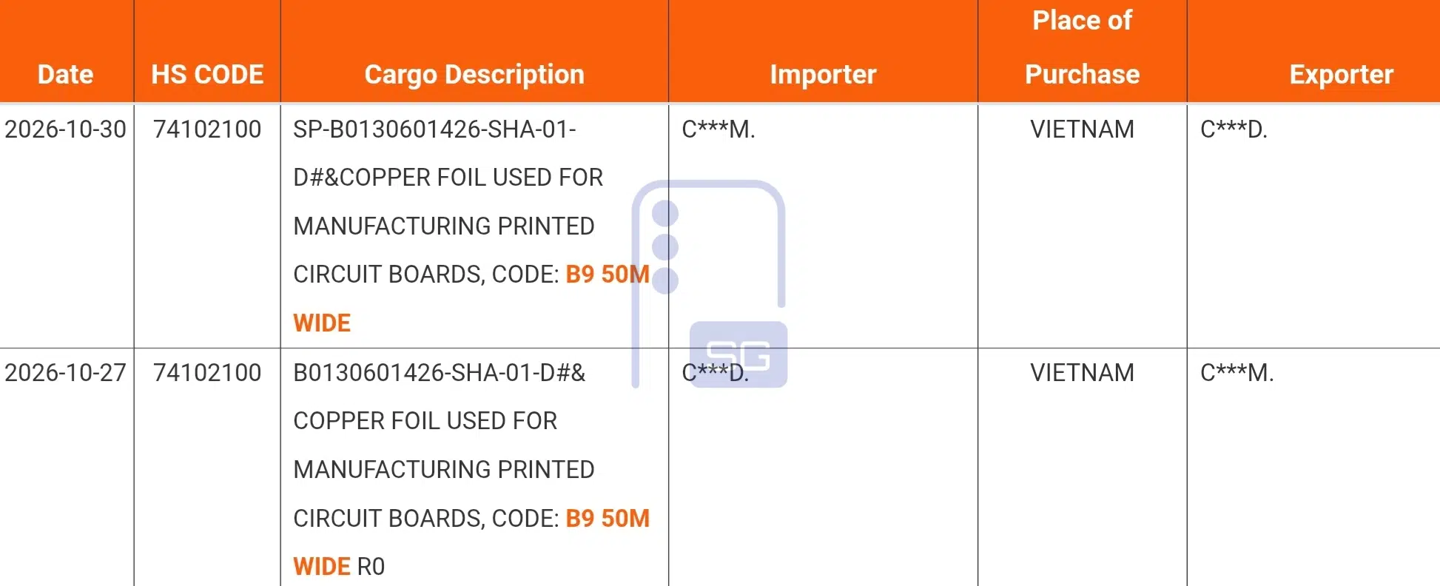 Date HS CODE Cargo Description Importer Place of Purchase Exporter
2026-10-30 74102100 SP-B0130601426-SHA-01- C***M. VIETNAM C***D.
D#&COPPER FOIL USED FOR
MANUFACTURING PRINTED
CIRCUIT BOARDS, CODE: B9 50M
WIDE
SG
2026-10-27 74102100 B0130601426-SHA-01-D#& C***D. VIETNAM C***M.
COPPER FOIL USED FOR
MANUFACTURING PRINTED
CIRCUIT BOARDS, CODE: B9 50M
WIDE R0